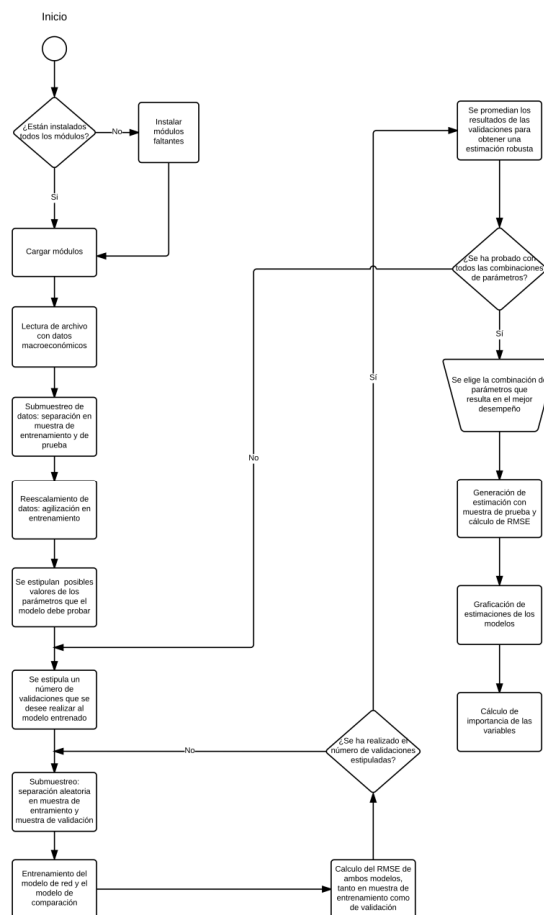 Inicio
¿Están instalados
todos los módulos?
No
Instalar
módulos
faltantes
Si
Cargar módulos
Lectura de archivo
con datos
macroeconómicos
Submuestreo de
datos: separación en
muestra de
entrenamiento y de
prueba
Reescalamiento de
datos: agilización en
entrenamiento
Se estipulan posibles
valores de los
parámetros que el
modelo debe probar
Se estipula un
número de
validaciones que se
desee realizar al
modelo entrenado
Submuestreo:
separación aleatoria
en muestra de
entramiento y
muestra de validación
Entrenamiento del
modelo de red y el
modelo de
comparación
Calculo del RMSE de
ambos modelos,
tanto en muestra de
entrenamiento como
de validación
¿Se ha realizado el
número de validaciones
estipuladas?
No
Sí
Se promedian los
resultados de las
validaciones para
obtener una
estimación robusta
¿Se ha probado con
todos las combinaciones
de parámetros?
No
Sí
Se elige la combinación de
parámetros que
resulta en el mejor
desempeño
Generación de
estimación con
muestra de prueba y
cálculo de RMSE
Graficación de
estimaciones de los
modelos
Cálculo de
importancia de las
variables